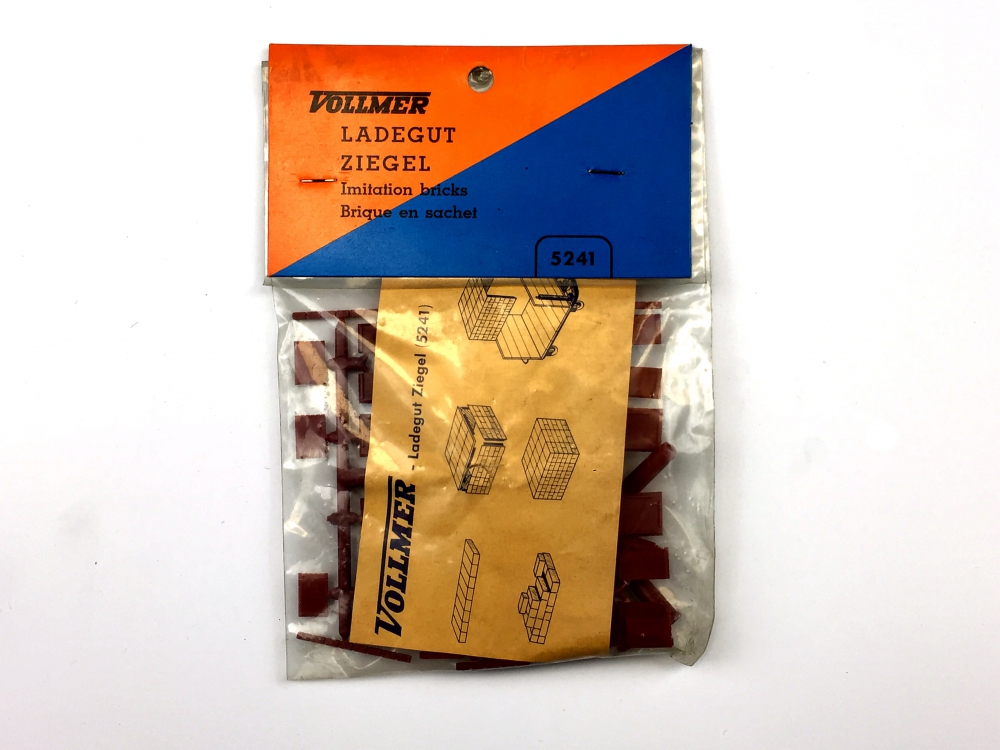 VOLLMER
LADEGUT
ZIEGEL
Imitation bricks
Brique en sachet
5241
VOLLMER - Ladegut Ziegel (5241)